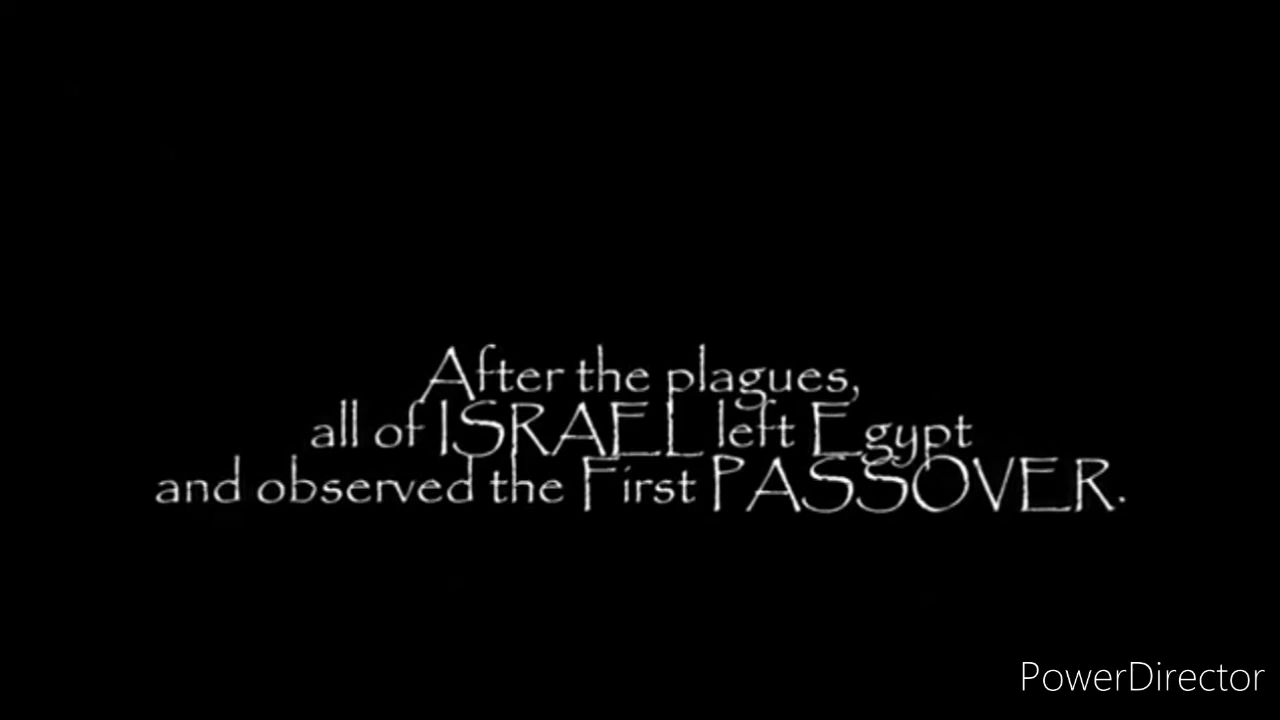 After the plagues,
all of ISRAEL left Egypt
and observed the First PASSOVER.
PowerDirector